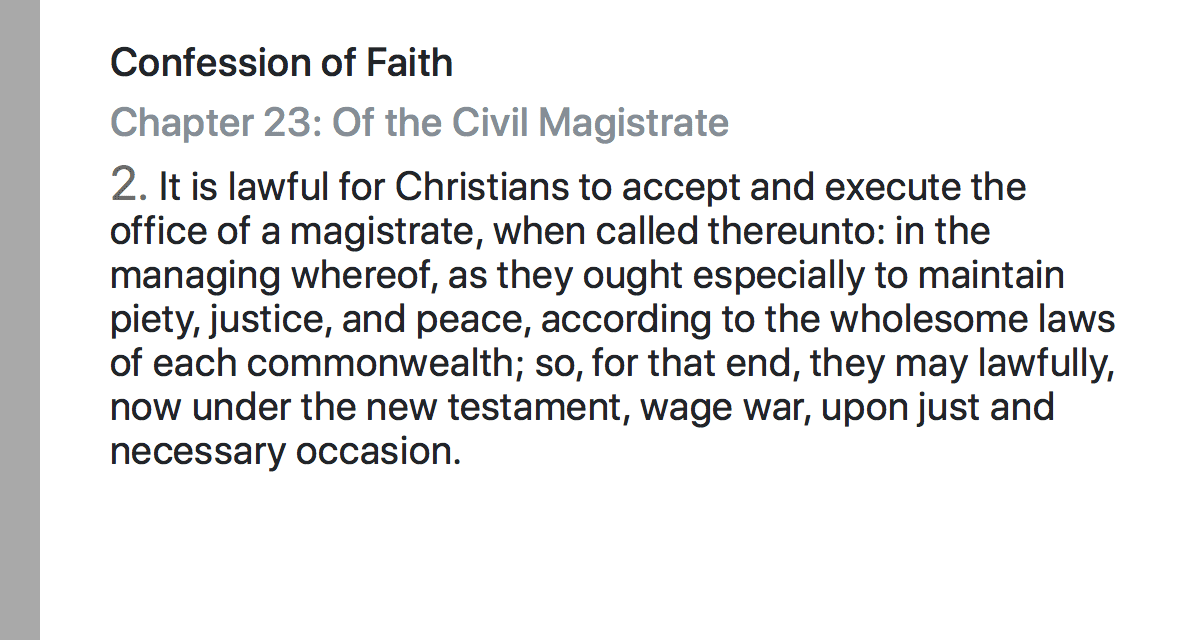 Confession of Faith
Chapter 23: Of the Civil Magistrate
2. It is lawful for Christians to accept and execute the
office of a magistrate, when called thereunto: in the
managing whereof, as they ought especially to maintain
piety, justice, and peace, according to the wholesome laws
of each commonwealth; so, for that end, they may lawfully,
now under the new testament, wage war, upon just and
necessary occasion.